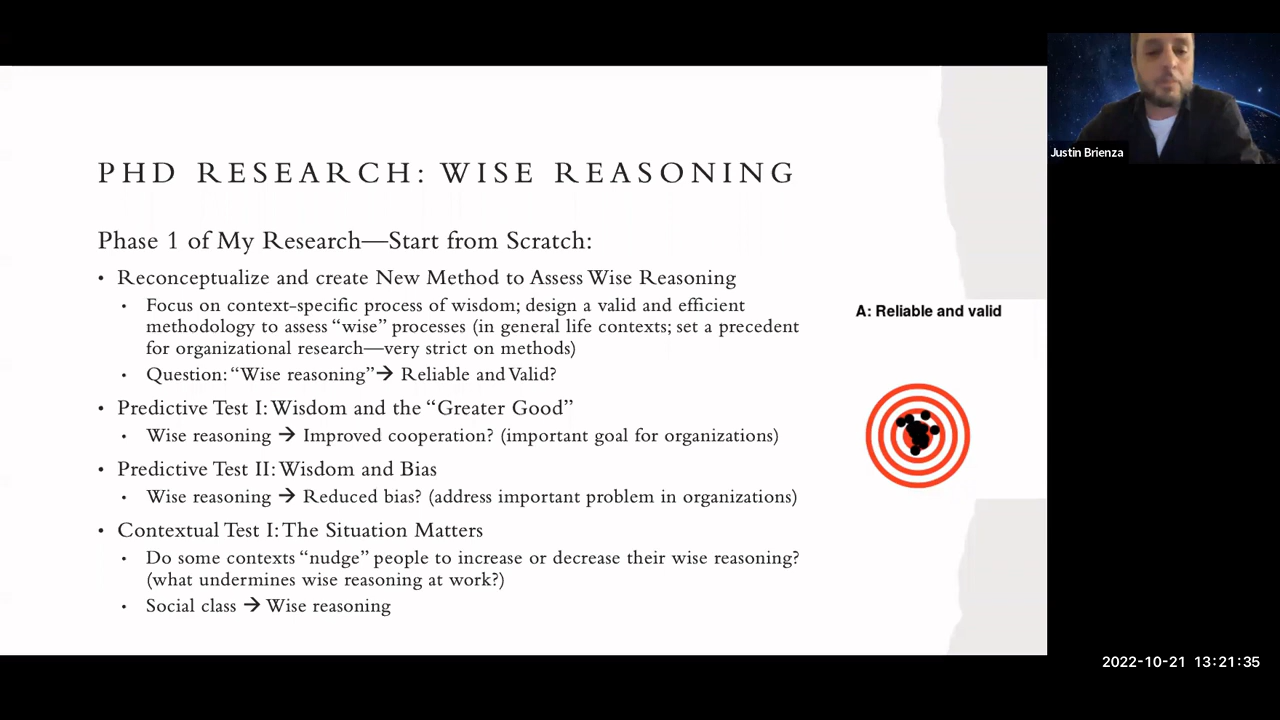 PHD RESEARCH: WISE REASONING
Phase 1 of My Research—Start from Scratch:
• Reconceptualize and create New Method to Assess Wise Reasoning
• Focus on context-specific process of wisdom; design a valid and efficient
methodology to assess “wise” processes (in general life contexts; set a precedent
for organizational research—very strict on methods)
• Question: “Wise reasoning”→ Reliable and Valid?
• Predictive Test I: Wisdom and the “Greater Good”
• Wise reasoning → Improved cooperation? (important goal for organizations)
• Predictive Test II: Wisdom and Bias
• Wise reasoning → Reduced bias? (address important problem in organizations)
• Contextual Test I: The Situation Matters
• Do some contexts “nudge” people to increase or decrease their wise reasoning?
(what undermines wise reasoning at work?)
• Social class → Wise reasoning
A: Reliable and valid
Justin Brienza
2022-10-21 13:21:35